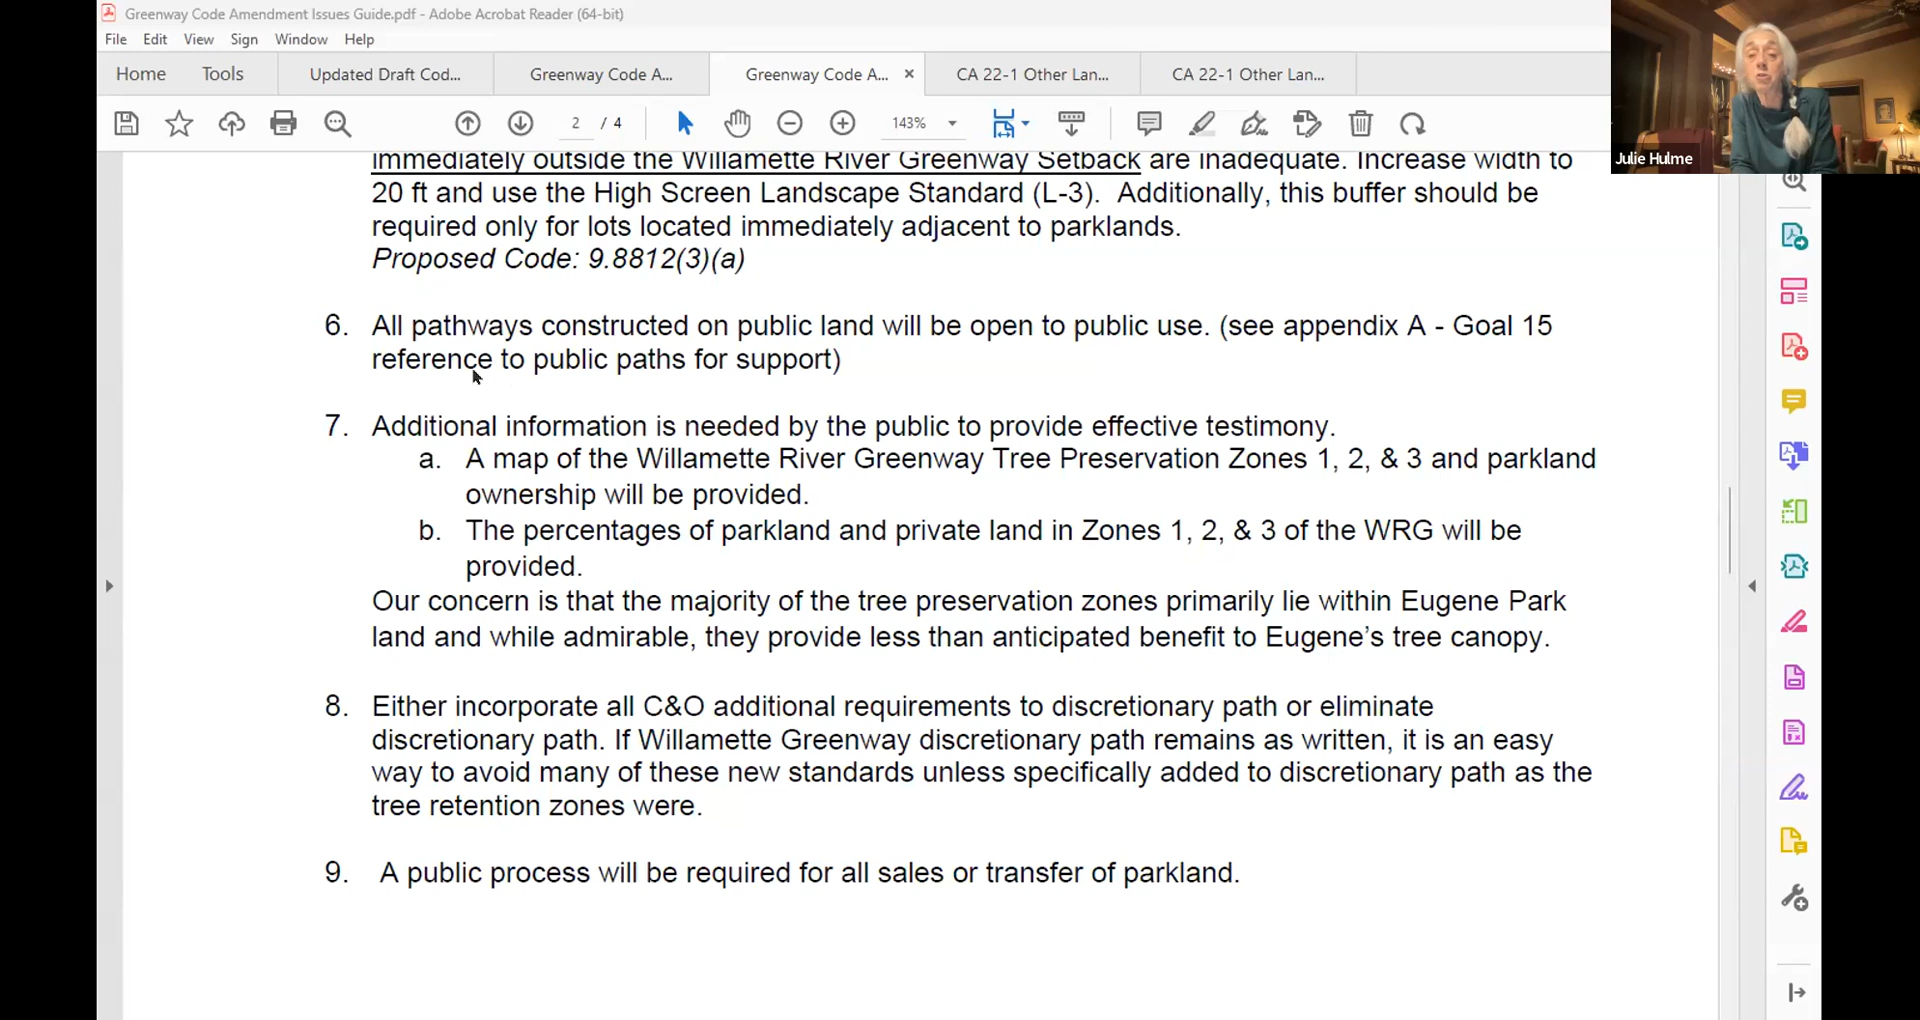 Greenway Code Amendment Issues Guide.pdf - Adobe Acrobat Reader (64-bit)
File Edit View Sign Window Help
Home Tools Updated Draft Cod... Greenway Code A... Greenway Code A... × CA 22-1 Other Lan... CA 22-1 Other Lan...
2 / 4 143%
Julie Hulme
immediately outside the Willamette River Greenway Setback are inadequate. Increase width to
20 ft and use the High Screen Landscape Standard (L-3). Additionally, this buffer should be
required only for lots located immediately adjacent to parklands.
Proposed Code: 9.8812(3)(a)
6. All pathways constructed on public land will be open to public use. (see appendix A - Goal 15
reference to public paths for support)
7. Additional information is needed by the public to provide effective testimony.
a. A map of the Willamette River Greenway Tree Preservation Zones 1, 2, & 3 and parkland
ownership will be provided.
b. The percentages of parkland and private land in Zones 1, 2, & 3 of the WRG will be
provided.
Our concern is that the majority of the tree preservation zones primarily lie within Eugene Park
land and while admirable, they provide less than anticipated benefit to Eugene’s tree canopy.
8. Either incorporate all C&O additional requirements to discretionary path or eliminate
discretionary path. If Willamette Greenway discretionary path remains as written, it is an easy
way to avoid many of these new standards unless specifically added to discretionary path as the
tree retention zones were.
9. A public process will be required for all sales or transfer of parkland.